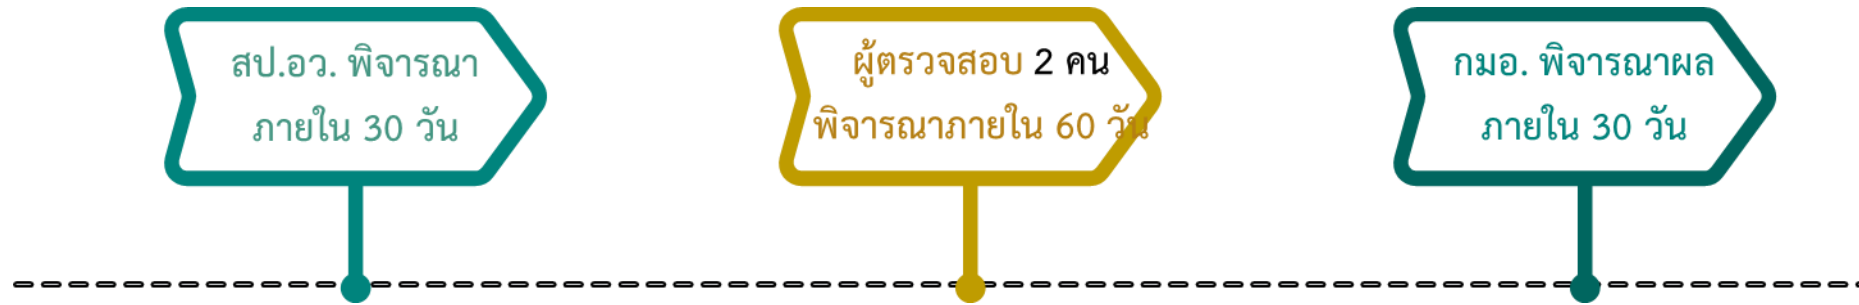 สป.อว. พิจารณา
ภายใน 30 วัน
ผู้ตรวจสอบ 2 คน
พิจารณาภายใน 60 วัน
กมอ. พิจารณาผล
ภายใน 30 วัน